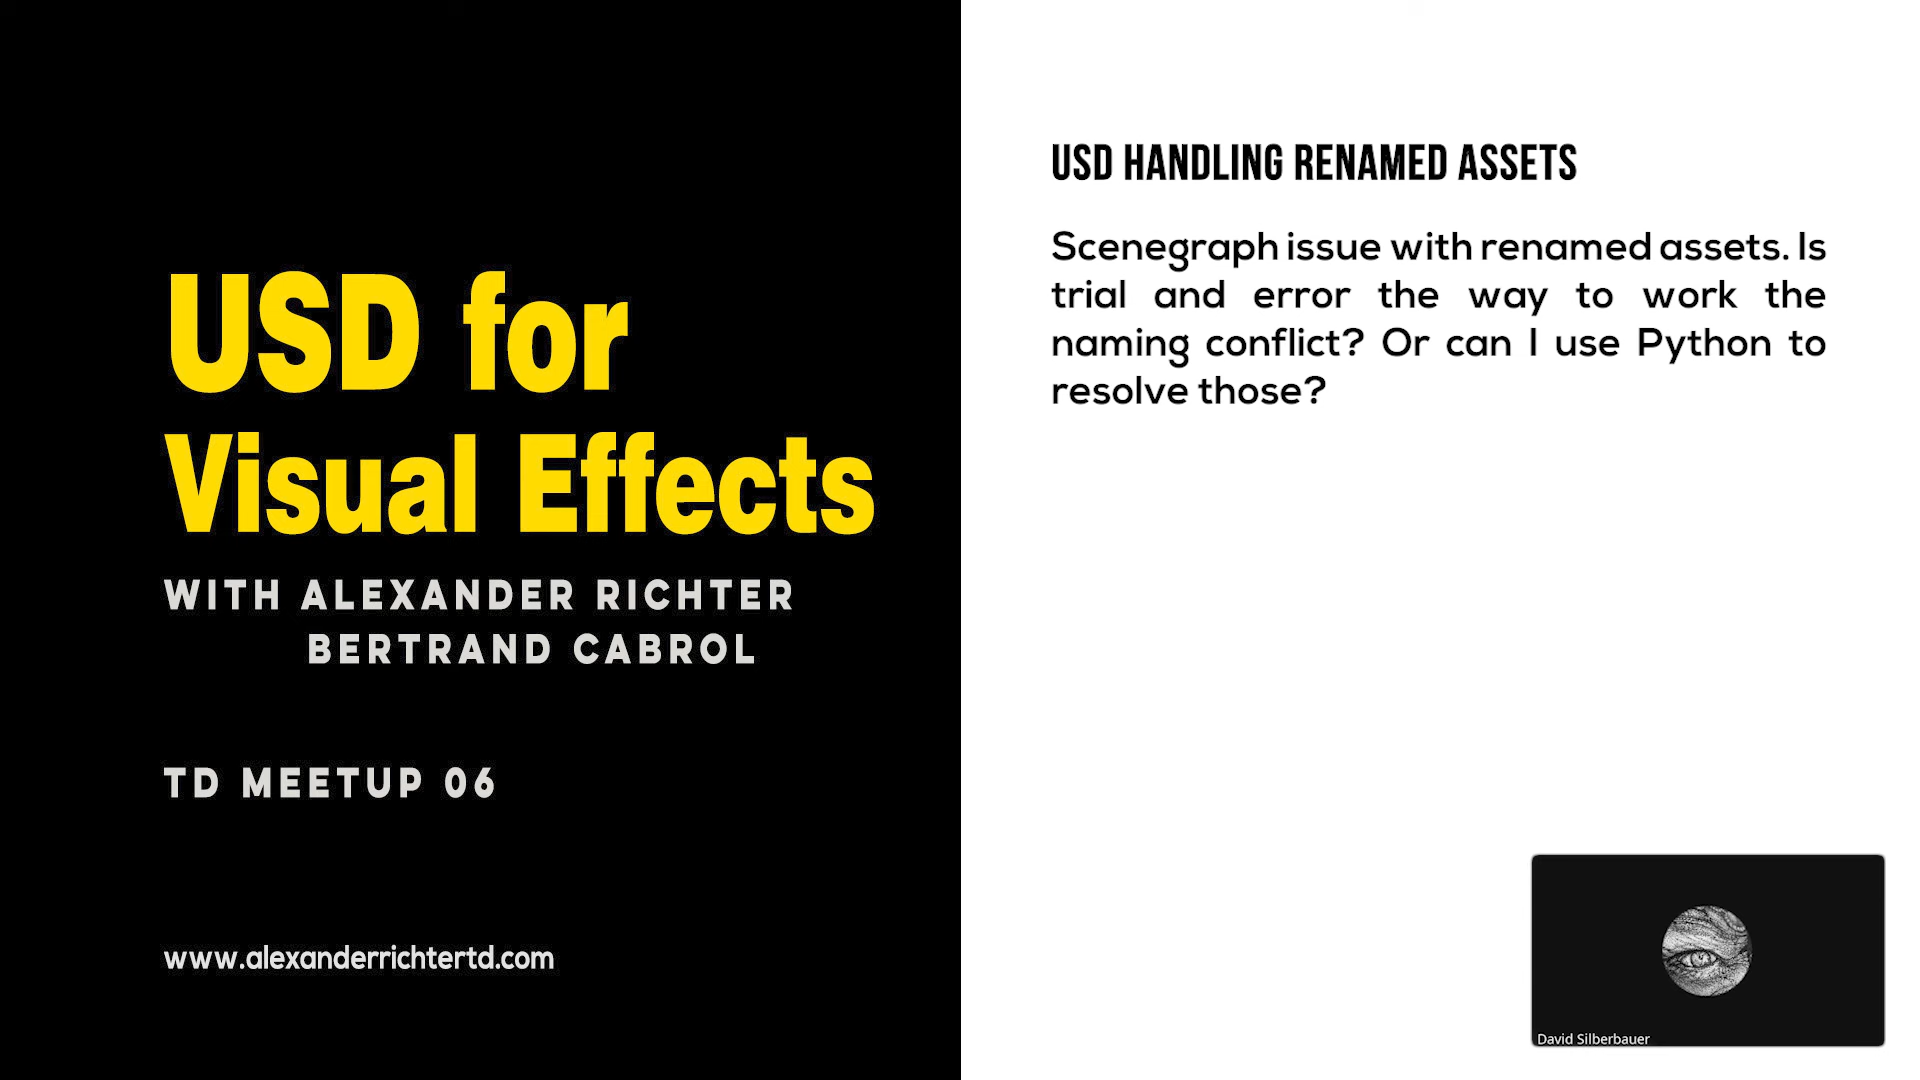 USD for
Visual Effects
WITH ALEXANDER RICHTER
BERTRAND CABROL
TD MEETUP 06
www.alexanderrichtertd.com
USD HANDLING RENAMED ASSETS
Scenegraph issue with renamed assets. Is
trial and error the way to work the
naming conflict? Or can I use Python to
resolve those?
David Silberbauer